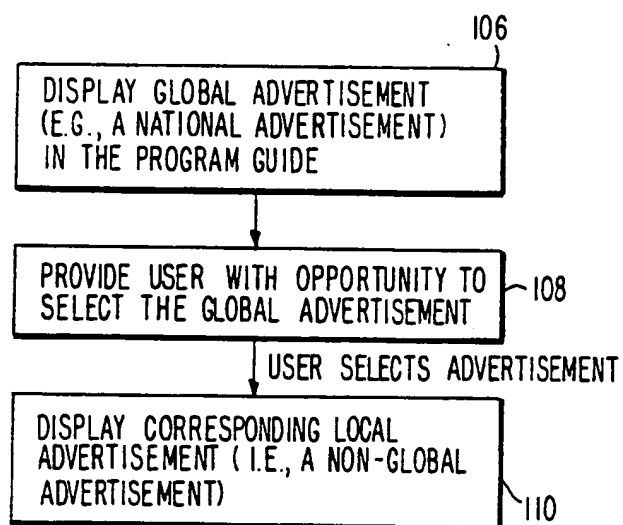 106
DISPLAY GLOBAL ADVERTISEMENT
(E.G., A NATIONAL ADVERTISEMENT)
IN THE PROGRAM GUIDE
PROVIDE USER WITH OPPORTUNITY TO
SELECT THE GLOBAL ADVERTISEMENT
108
USER SELECTS ADVERTISEMENT
DISPLAY CORRESPONDING LOCAL
ADVERTISEMENT (I.E., A NON-GLOBAL
ADVERTISEMENT)
110